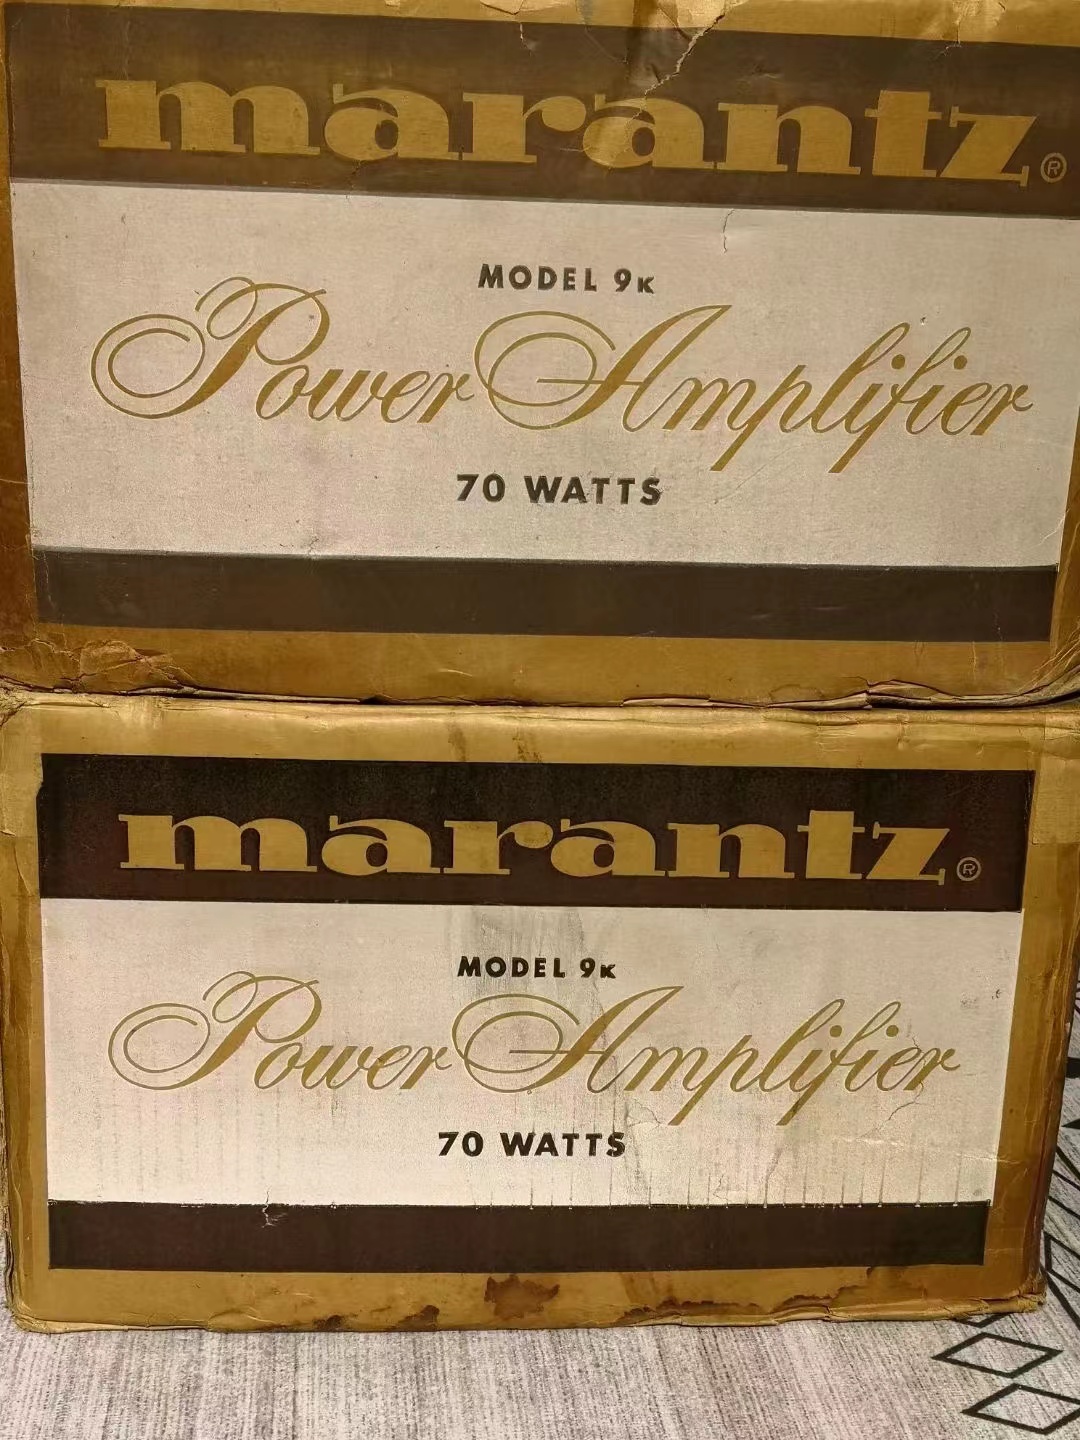 marantz®
MODEL 9K
Power Amplifier
70 WATTS
marantz®
MODEL 9K
Power Amplifier
70 WATTS